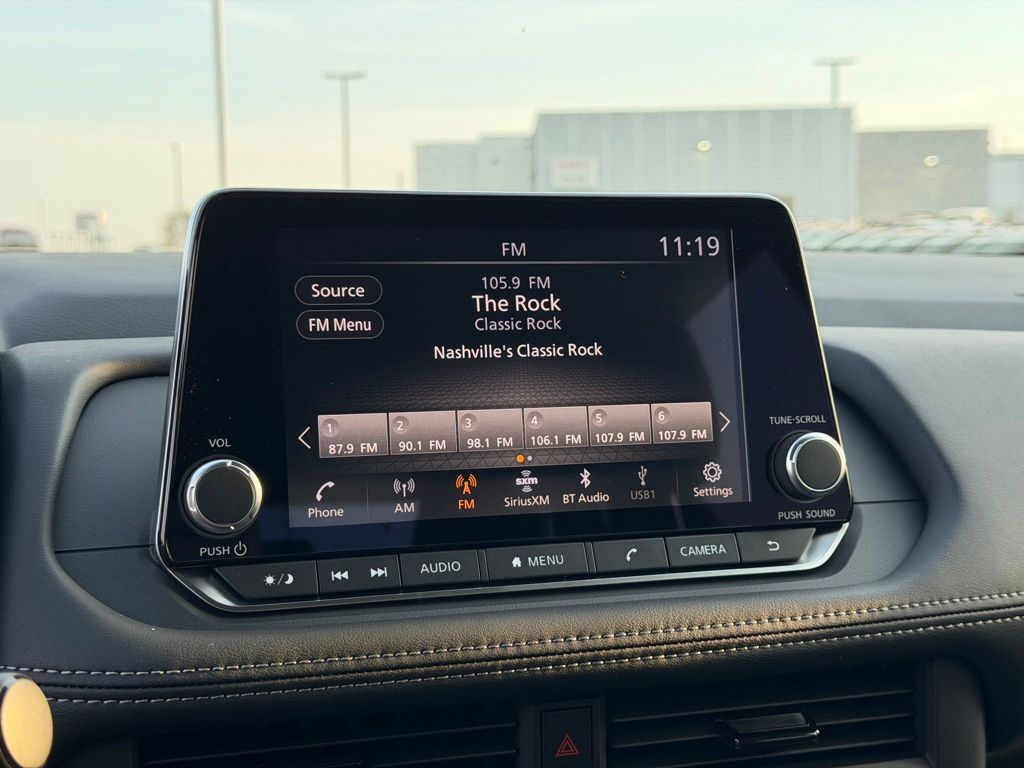 FM 11:19
Source
FM Menu
105.9 FM
The Rock
Classic Rock
Nashville's Classic Rock
1 2 3 4 5 6
87.9 FM 90.1 FM 98.1 FM 106.1 FM 107.9 FM 107.9 FM
Phone AM FM sxm SiriusXM BT Audio USB1 Settings
VOL
PUSH
TUNE·SCROLL
PUSH SOUND
AUDIO MENU CAMERA